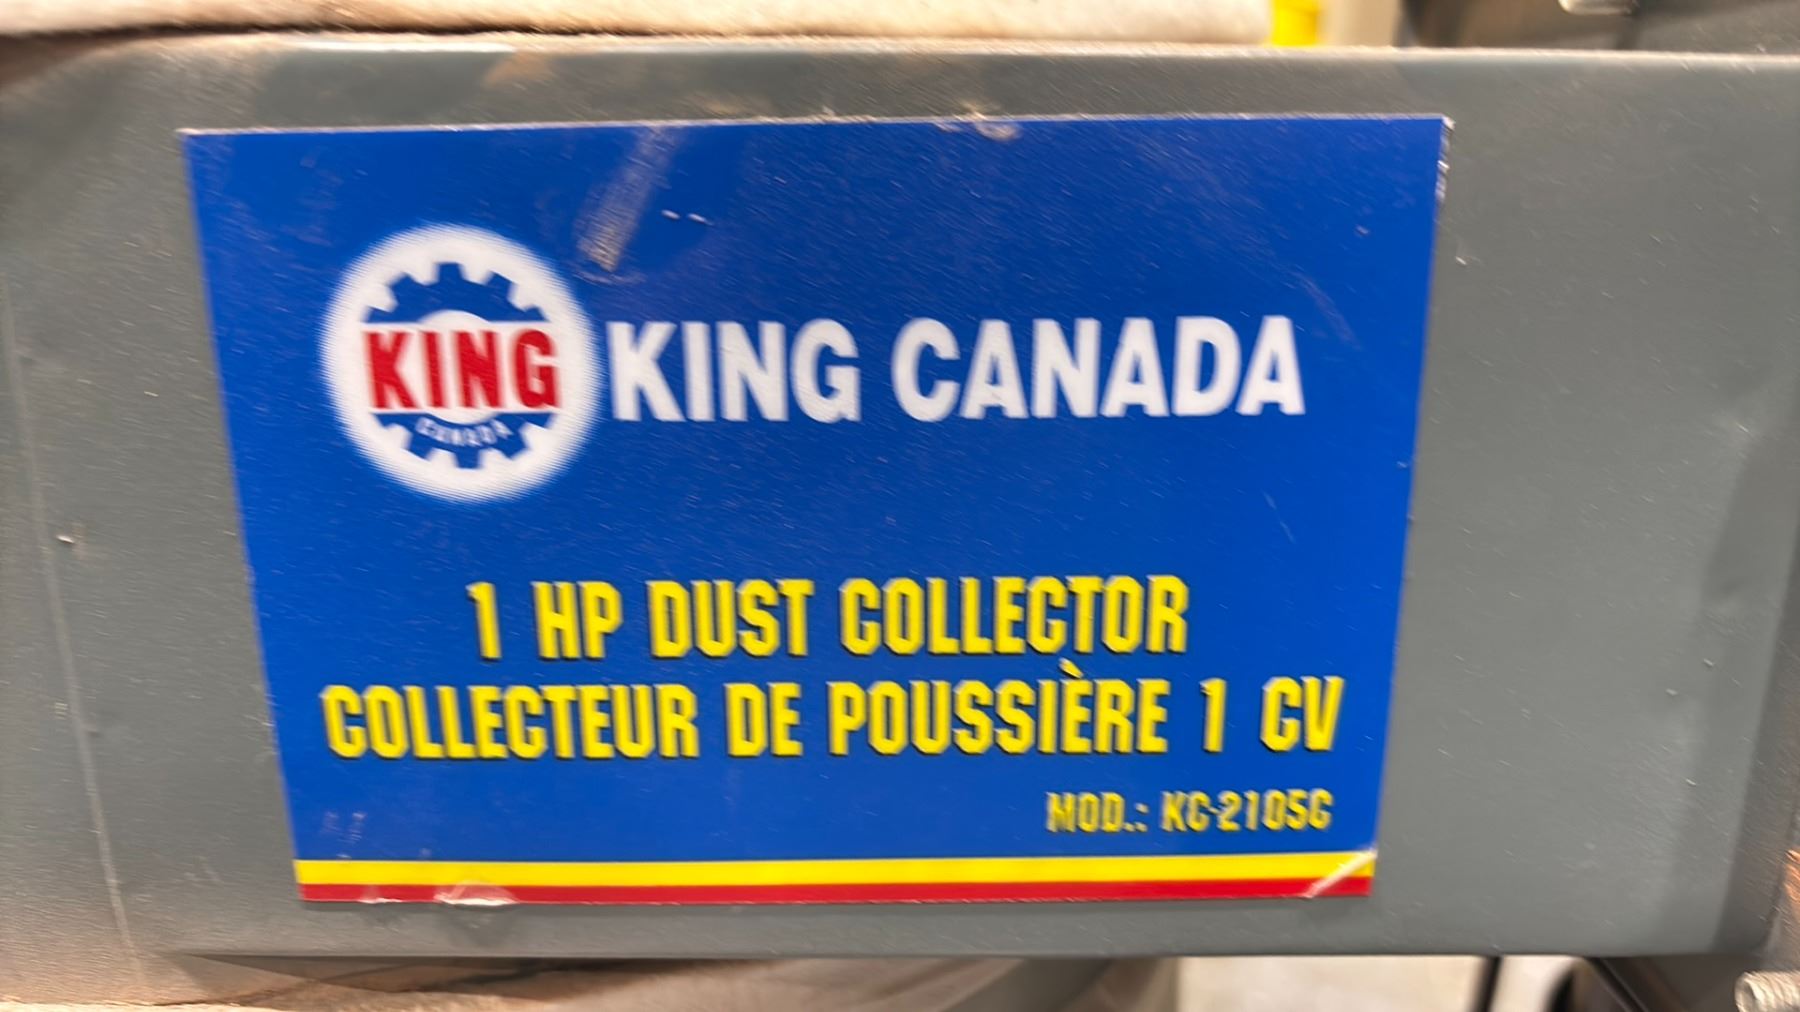 KING
CANADA
KING CANADA
1 HP DUST COLLECTOR
COLLECTEUR DE POUSSIÈRE 1 CV
MOD.: KC-2105C